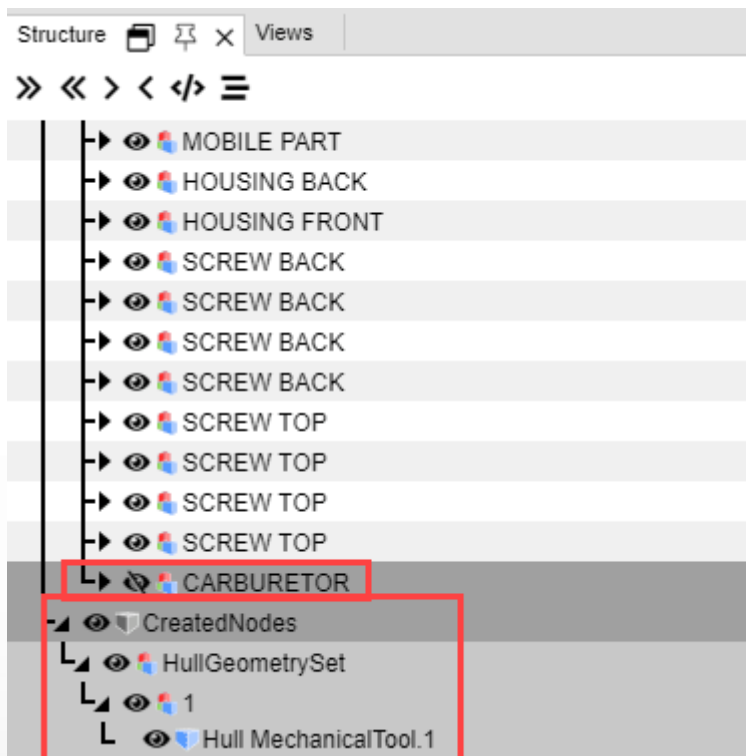 Structure Views
MOBILE PART
HOUSING BACK
HOUSING FRONT
SCREW BACK
SCREW BACK
SCREW BACK
SCREW BACK
SCREW TOP
SCREW TOP
SCREW TOP
SCREW TOP
CARBURETOR
CreatedNodes
HullGeometrySet
1
Hull MechanicalTool.1